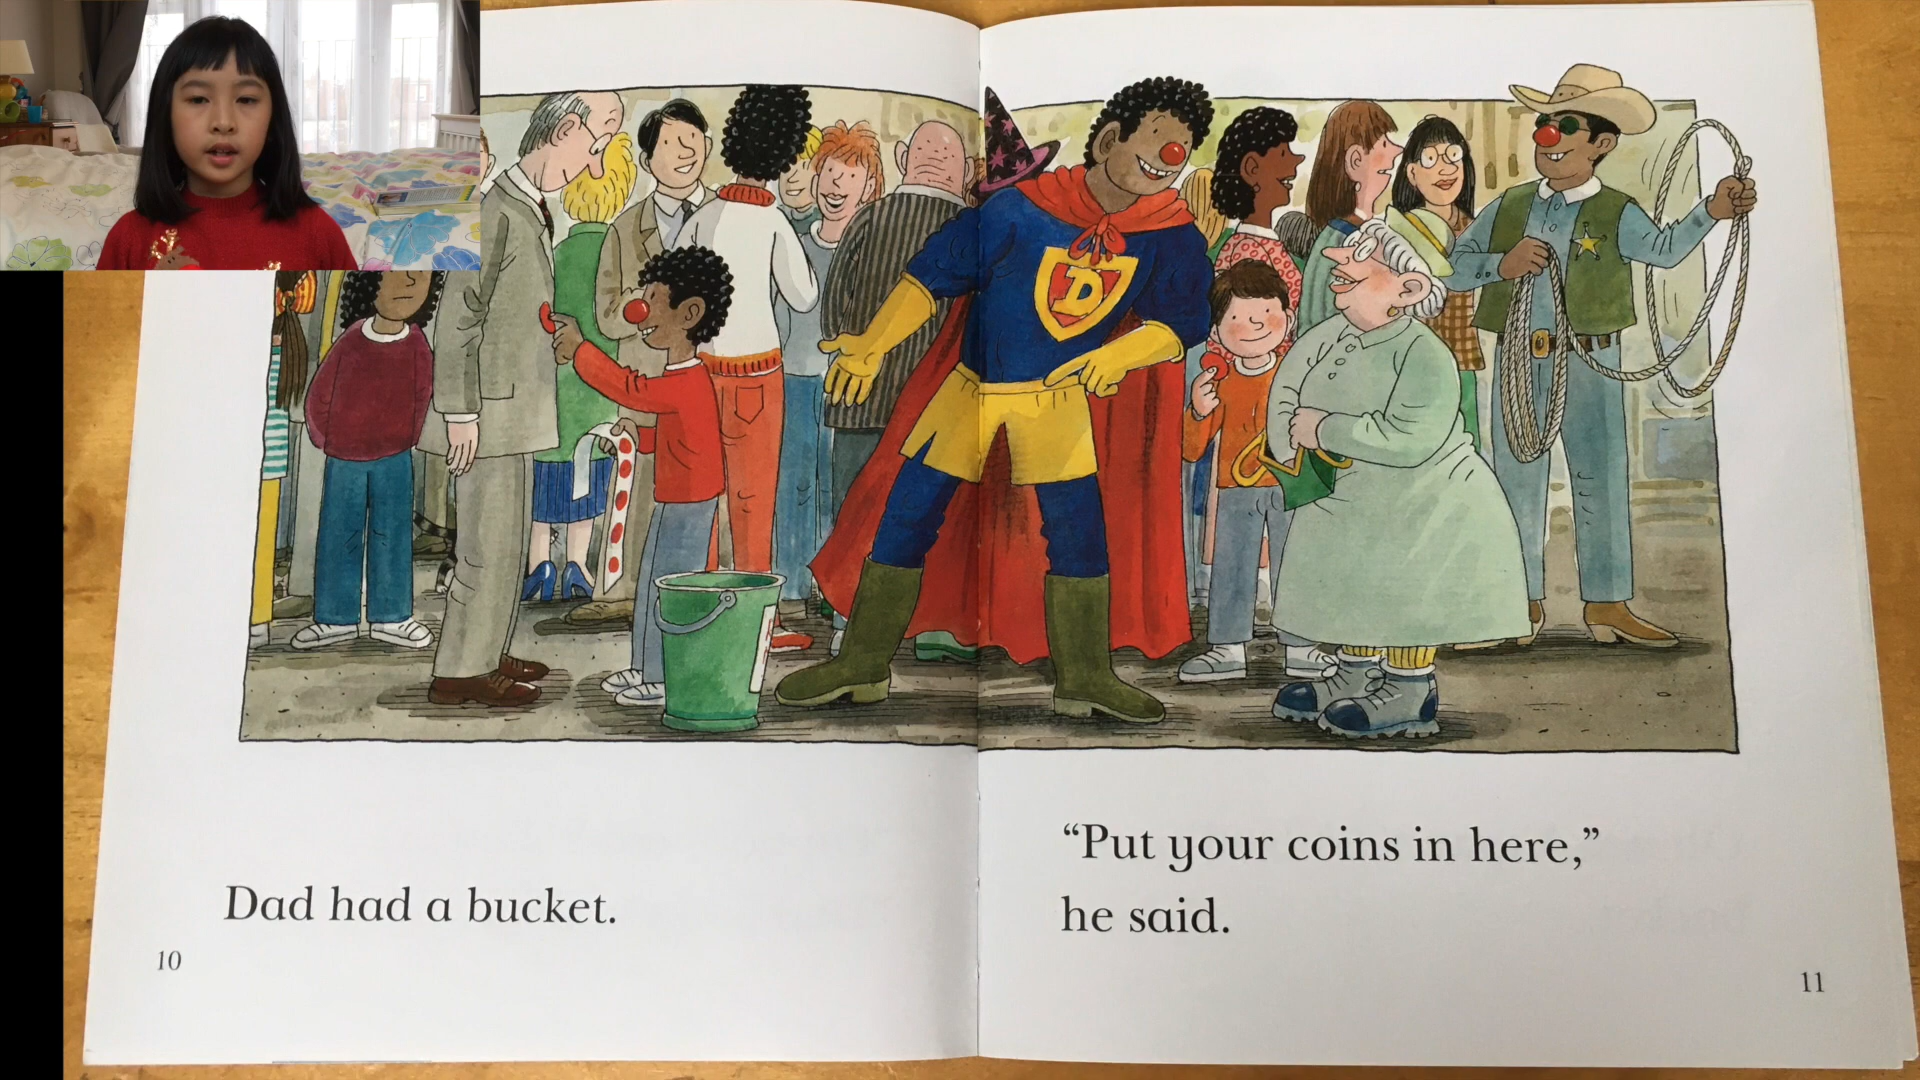 D
Dad had a bucket.
10
“Put your coins in here,”
he said.
11